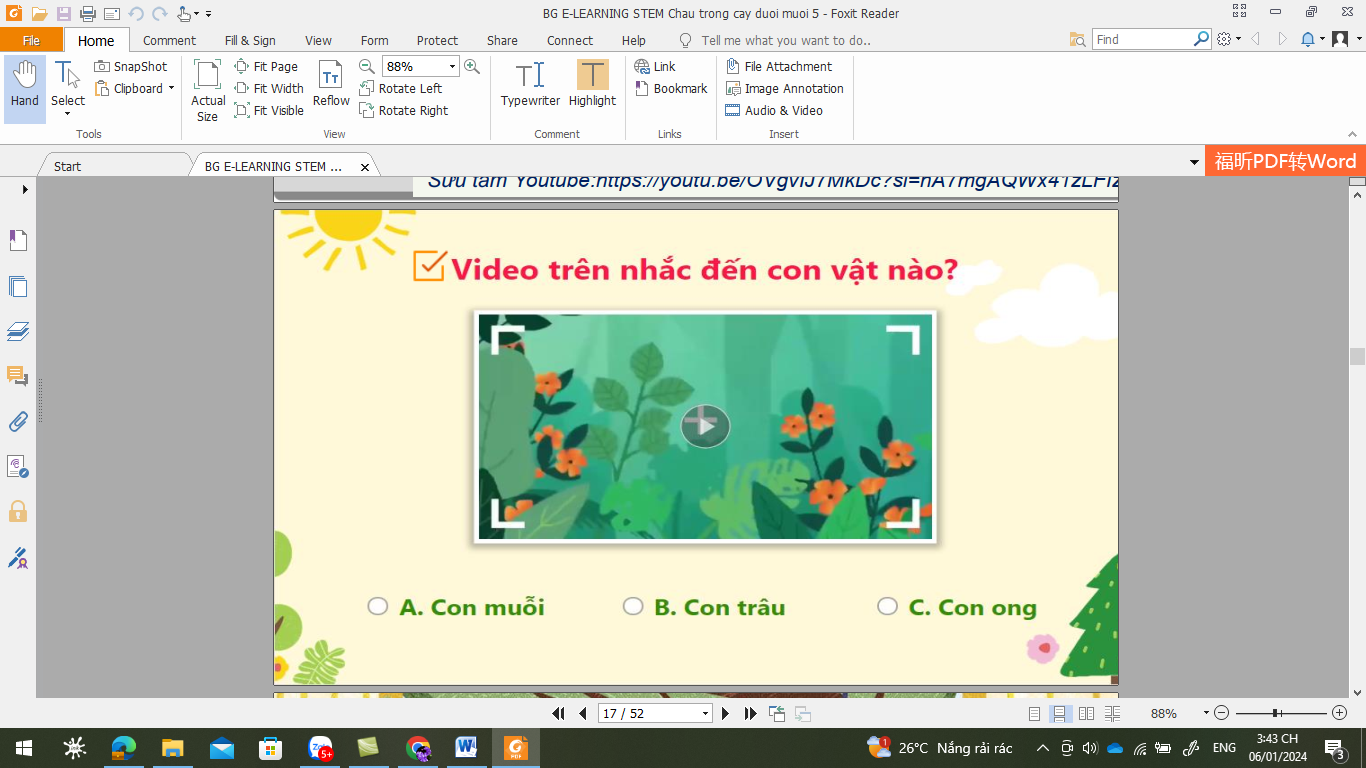 BG E-LEARNING STEM Chau trong cay duoi muoi 5 - Foxit Reader
File Home Comment Fill & Sign View Form Protect Share Connect Help Tell me what you want to do.. Find
Hand
Select
SnapShot
Clipboard
Tools
Actual Size
Fit Page
Fit Width
Fit Visible
Reflow
88%
Rotate Left
Rotate Right
View
Typewriter
Highlight
Comment
Link
Bookmark
Links
File Attachment
Image Annotation
Audio & Video
Insert
Start
BG E-LEARNING STEM ...
福昕PDF转Word
Video trên nhắc đến con vật nào?
A. Con muỗi
B. Con trâu
C. Con ong
17 / 52
88%
5+
1
26°C Nắng rải rác
ENG
3:43 CH
06/01/2024
3